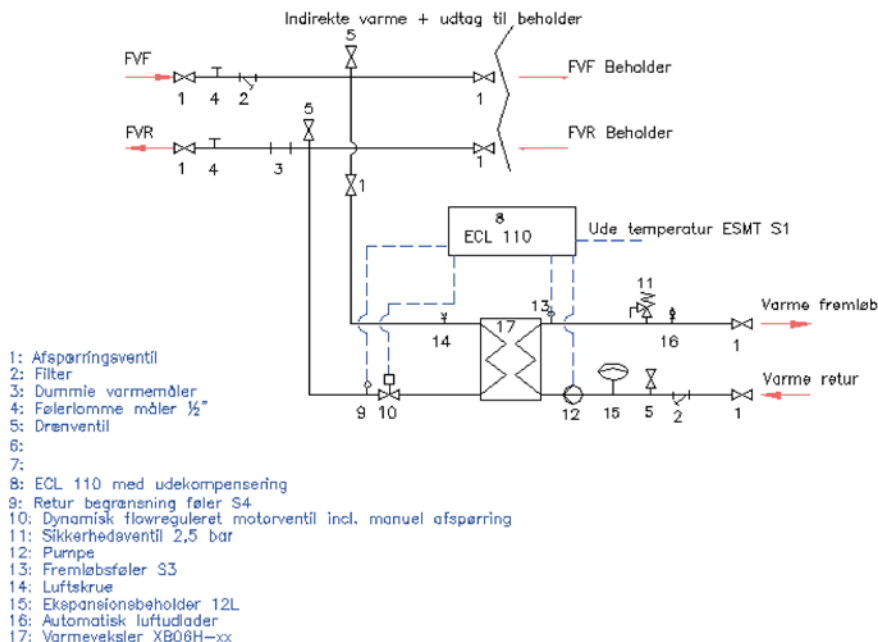 Indirekte varme + udtag til beholder
5
FVF
FVF Beholder
1 4 2 1
5
FVR
FVR Beholder
1 4 3 1
1
8
ECL 110
Ude temperatur ESMT S1
11
13
Varme fremløb
17
14 16 1
Varme retur
9 10 12 15 5 2 1
1: Afspørringsventil
2: Filter
3: Dummie varmemåler
4: Følerlomme måler ½"
5: Drænventil
6:
7:
8: ECL 110 med udekompensering
9: Retur begrænsning føler S4
10: Dynamisk flowreguleret motorventil incl. manuel afspørring
11: Sikkerhedsventil 2,5 bar
12: Pumpe
13: Fremløbsføler S3
14: Luftskrue
15: Ekspansionsbeholder 12L
16: Automatisk luftudlader
17: Varmeveksler XB06H-xx